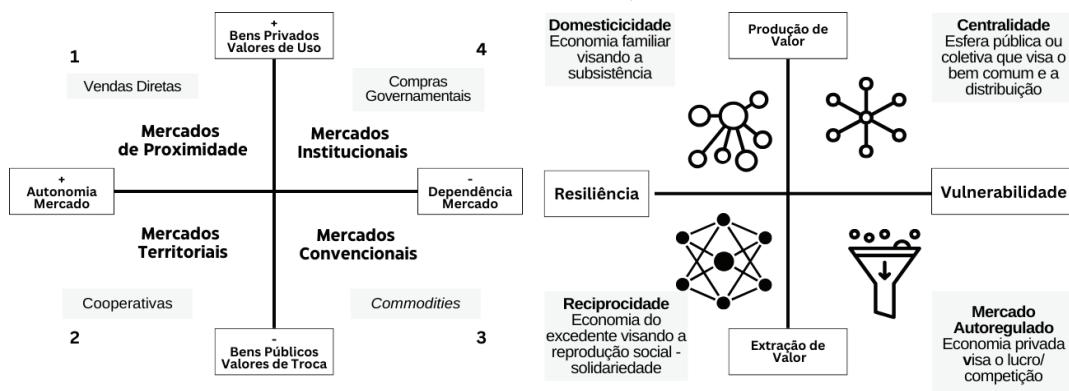 +
Bens Privados
Valores de Uso
1
4
Vendas Diretas
Compras
Governamentais
Mercados
de Proximidade
Mercados
Institucionais
+
Autonomia
Mercado
-
Dependência
Mercado
Mercados
Territoriais
Mercados
Convencionais
Cooperativas
Commodities
2
3
-
Bens Públicos
Valores de Troca
Domesticidade
Economia familiar
visando a
subsistência
Produção de
Valor
Centralidade
Esfera pública ou
coletiva que visa o
bem comum e a
distribuição
Resiliência
Vulnerabilidade
Reciprocidade
Economia do
excedente visando a
reprodução social -
solidariedade
Extração de
Valor
Mercado
Autoregulado
Economia privada
visa o lucro/
competição